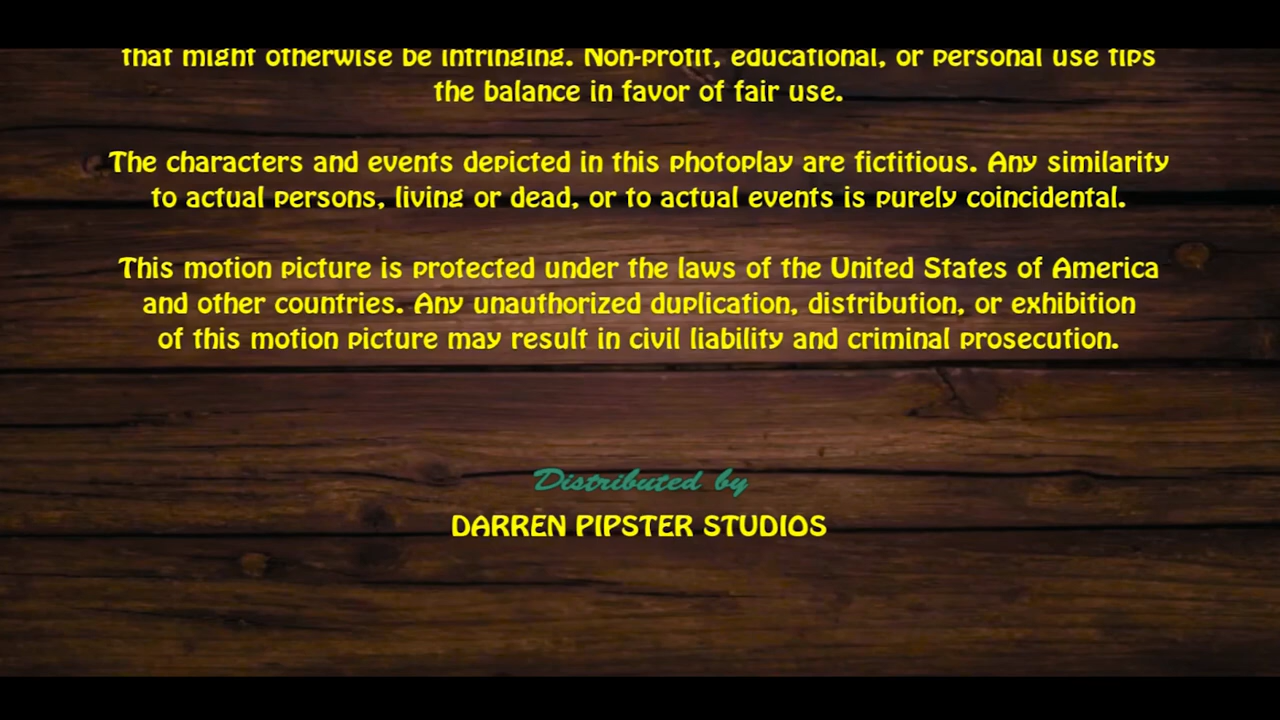 that might otherwise be infringing. Non-profit, educational, or personal use tips
the balance in favor of fair use.
The characters and events depicted in this photoplay are fictitious. Any similarity
to actual persons, living or dead, or to actual events is purely coincidental.
This motion picture is protected under the laws of the United States of America
and other countries. Any unauthorized duplication, distribution, or exhibition
of this motion picture may result in civil liability and criminal prosecution.
Distributed by
DARREN PIPSTER STUDIOS